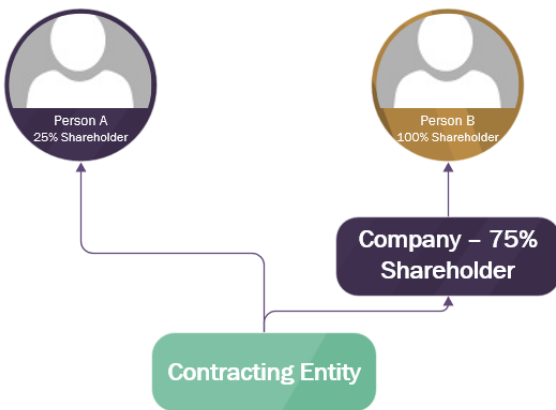 Person A
25% Shareholder
Person B
100% Shareholder
Company – 75%
Shareholder
Contracting Entity